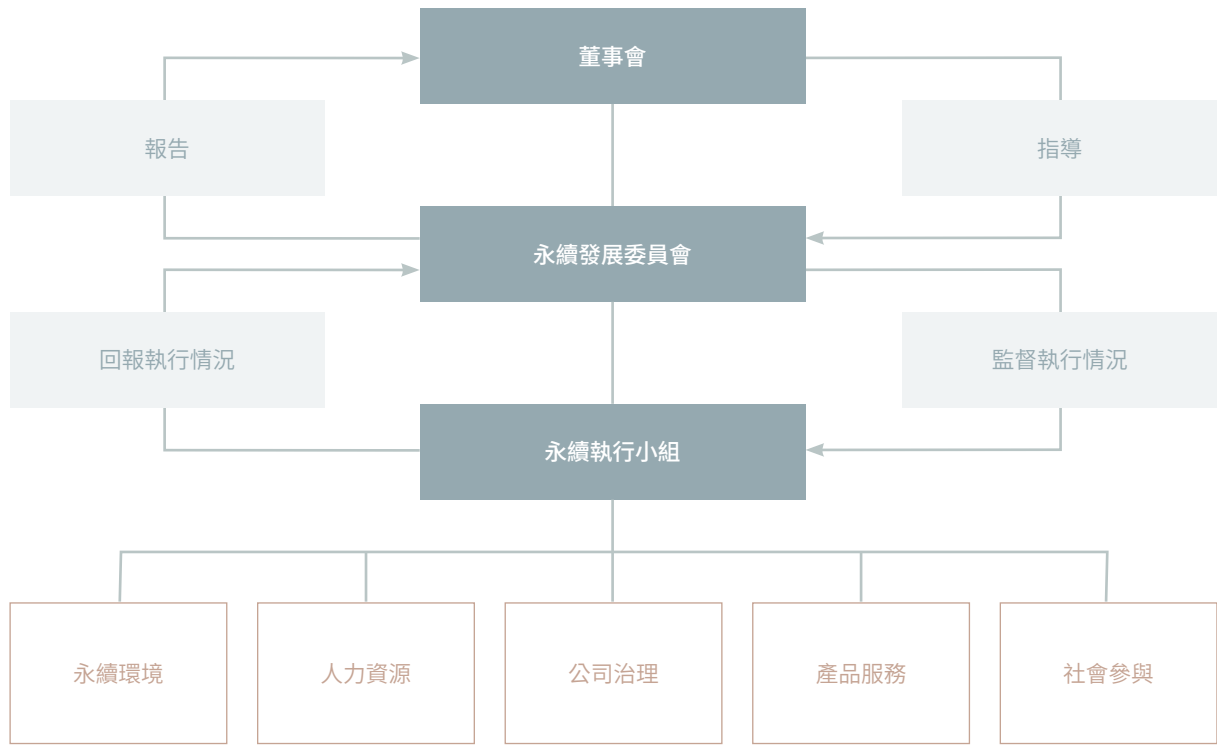 董事會
報告
指導
永續發展委員會
回報執行情況
監督執行情況
永續執行小組
永續環境
人力資源
公司治理
產品服務
社會參與